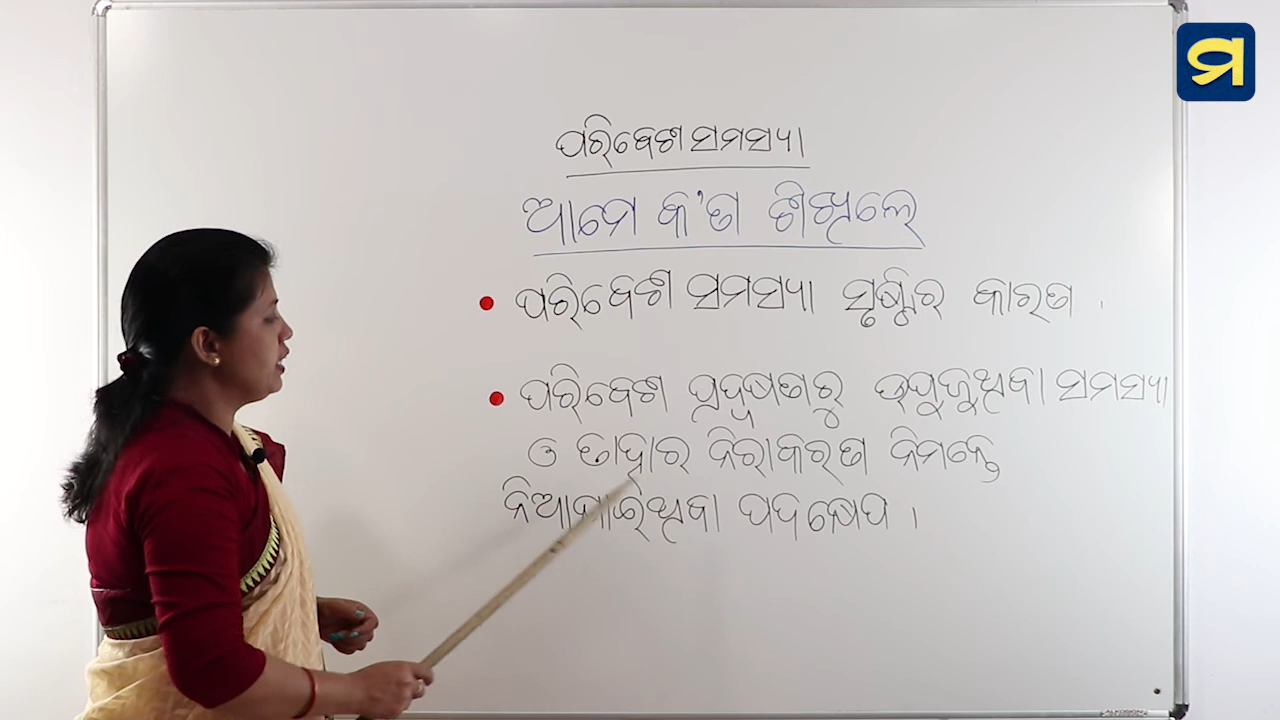 ମ
ପରିବେଶ ସମସ୍ୟା
ଆମେ କ'ଣ ଶିଖିଲେ
• ପରିବେଶ ସମସ୍ୟା ସୃଷ୍ଟିର କାରଣ ।
• ପରିବେଶ ପ୍ରଦୂଷଣରୁ ଉପୁଜୁଥିବା ସମସ୍ୟା
ଓ ତାହାର ନିରାକରଣ ନିମନ୍ତେ
ନିଆଯାଇଥିବା ପଦକ୍ଷେପ ।